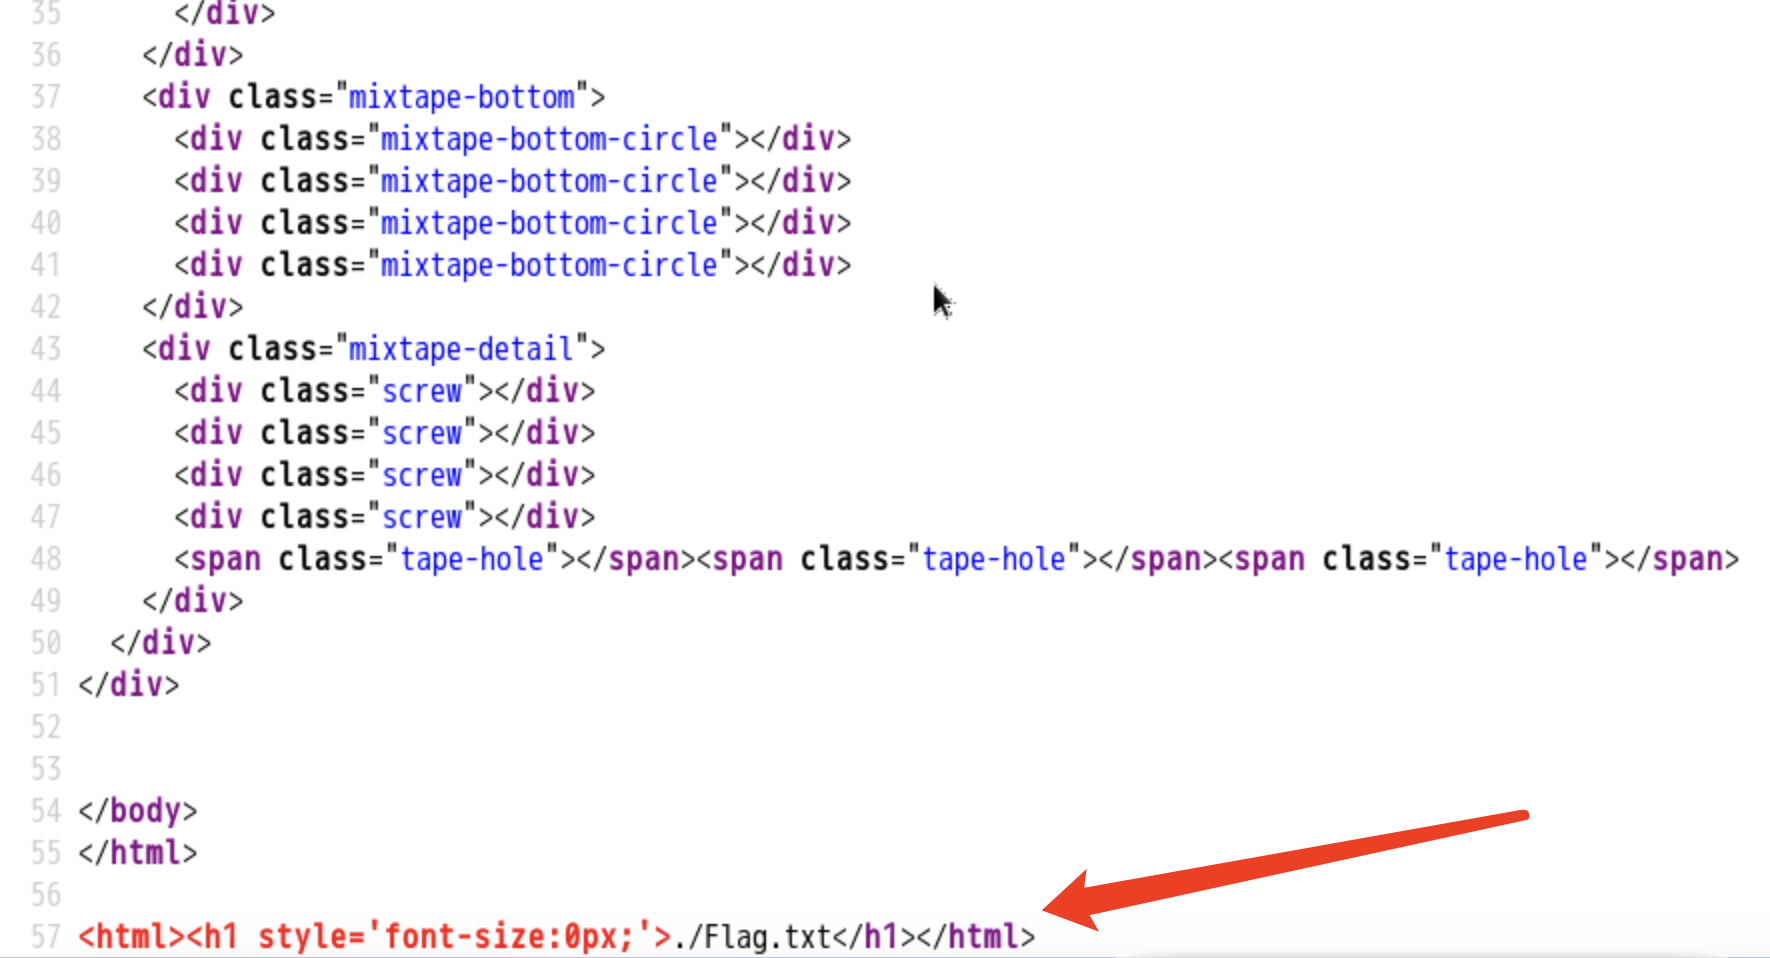 35 </div>
36 </div>
37 <div class="mixtape-bottom">
38 <div class="mixtape-bottom-circle"></div>
39 <div class="mixtape-bottom-circle"></div>
40 <div class="mixtape-bottom-circle"></div>
41 <div class="mixtape-bottom-circle"></div>
42 </div>
43 <div class="mixtape-detail">
44 <div class="screw"></div>
45 <div class="screw"></div>
46 <div class="screw"></div>
47 <div class="screw"></div>
48 <span class="tape-hole"></span><span class="tape-hole"></span><span class="tape-hole"></span>
49 </div>
50 </div>
51 </div>
52
53
54 </body>
55 </html>
56
57 <html><h1 style='font-size:0px;'>./Flag.txt</h1></html>